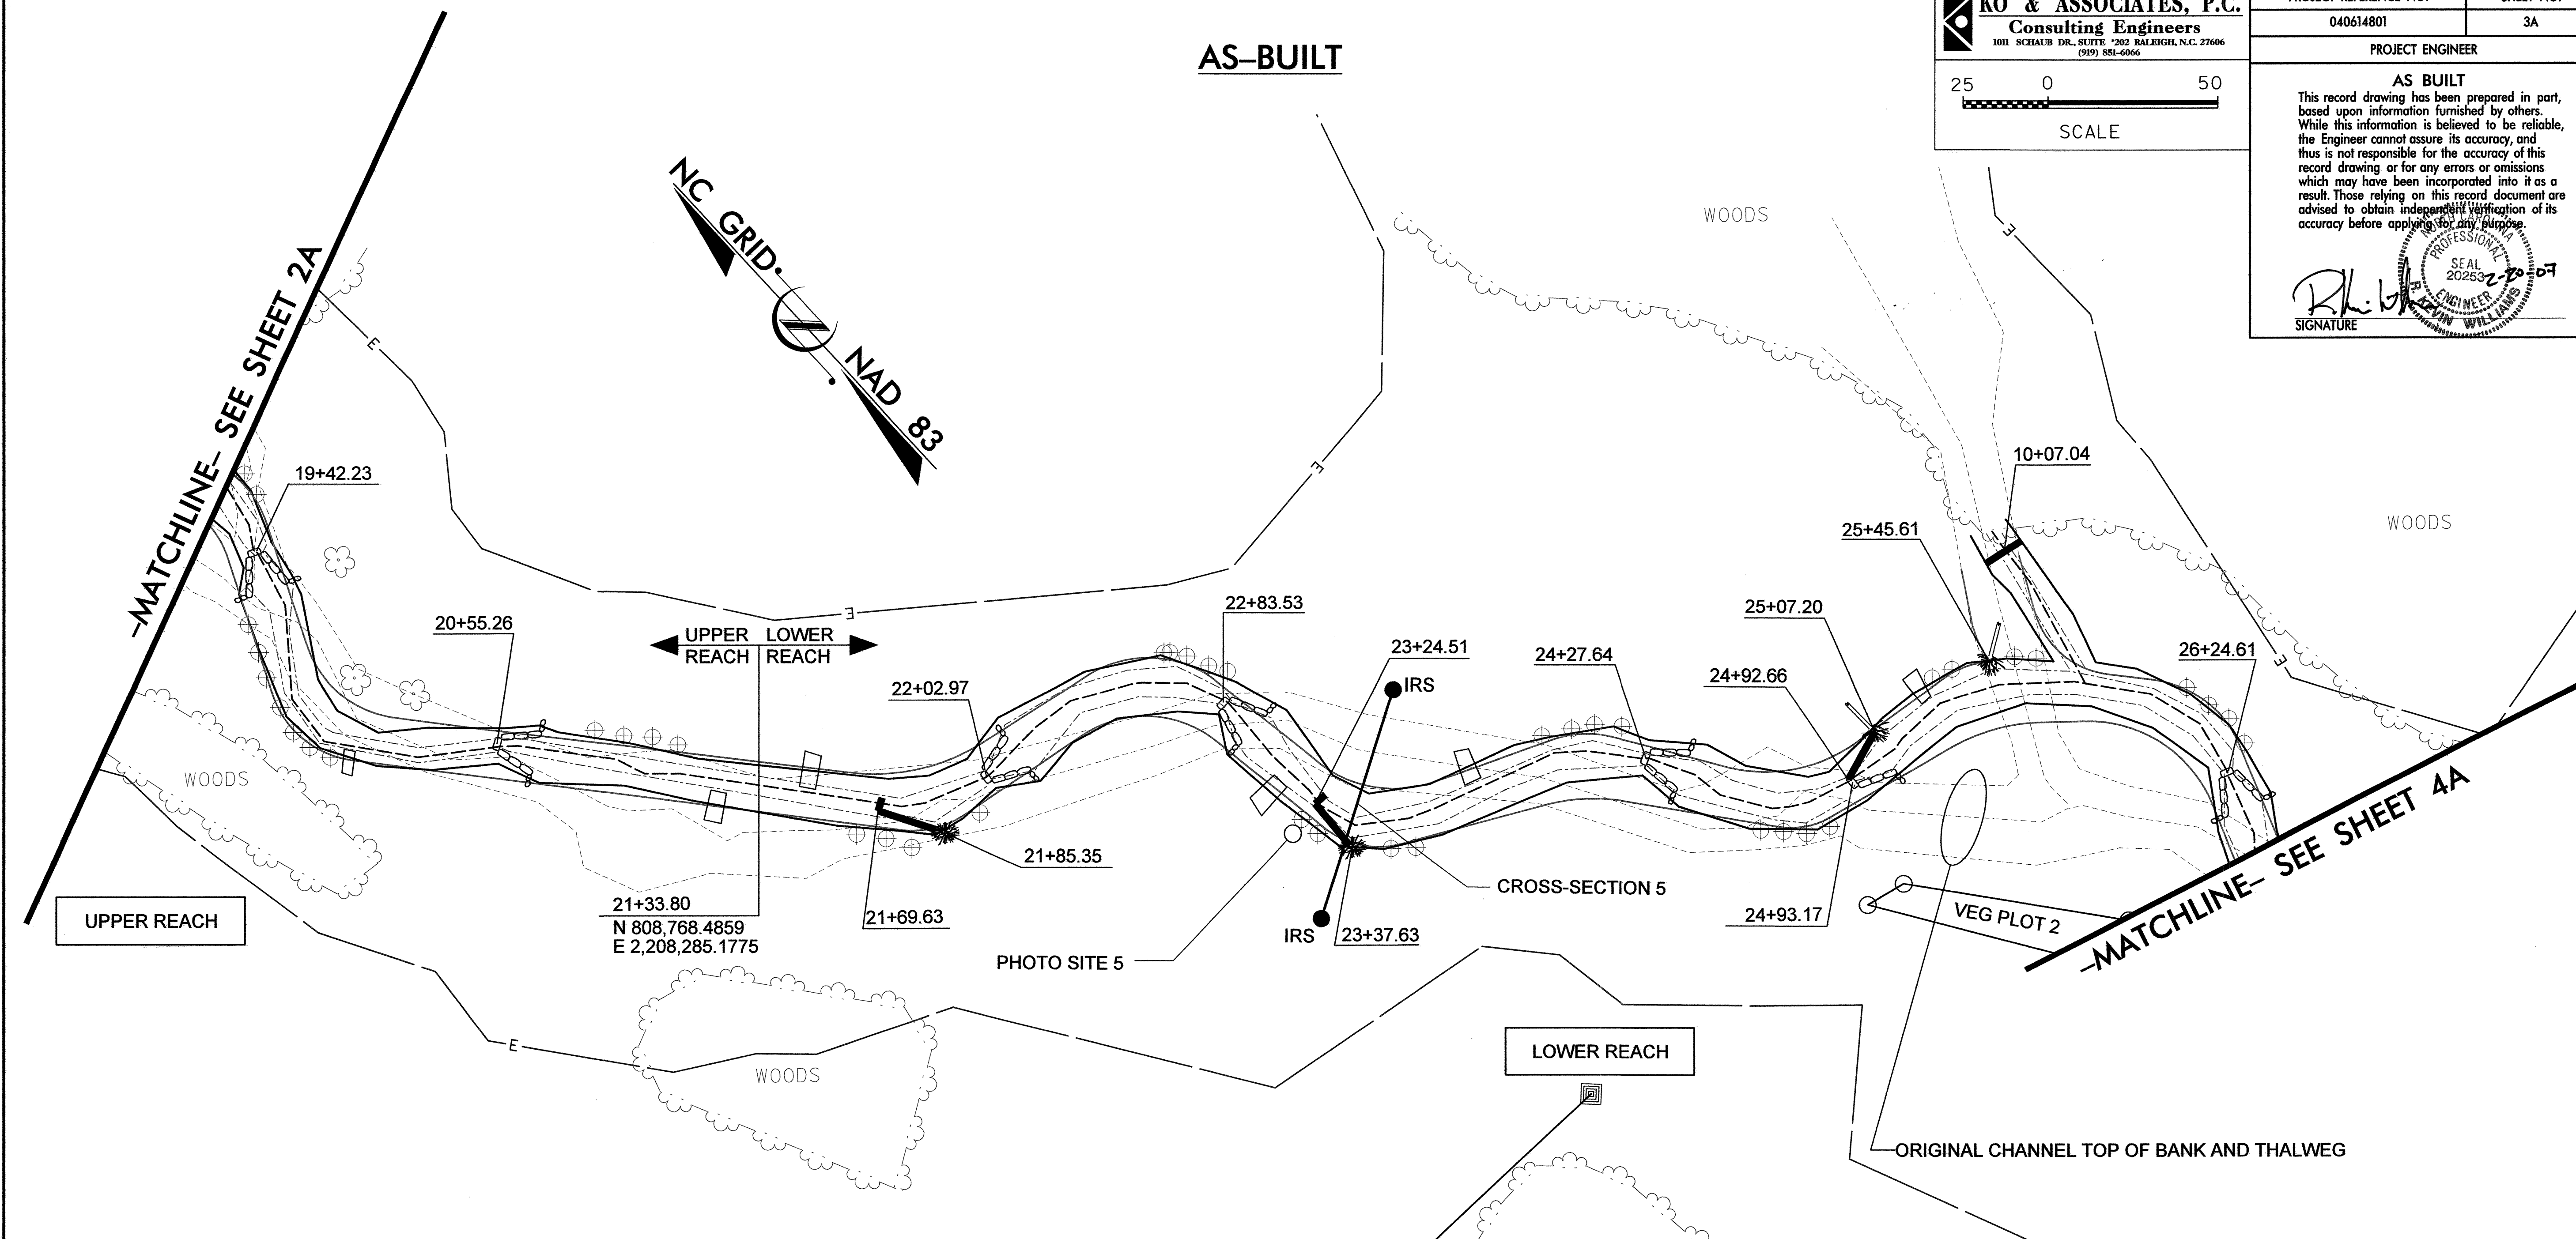 AS–BUILT
KO & ASSOCIATES, P.C.
Consulting Engineers
1011 SCHAUB DR., SUITE #202 RALEIGH, N.C. 27606
(919) 851-6066
25 0 50
SCALE
040614801 3A
PROJECT ENGINEER
AS BUILT
This record drawing has been prepared in part,
based upon information furnished by others.
While this information is believed to be reliable,
the Engineer cannot assure its accuracy, and
thus is not responsible for the accuracy of this
record drawing or for any errors or omissions
which may have been incorporated into it as a
result. Those relying on this record document are
advised to obtain independent verification of its
accuracy before applying for any purpose.
NORTH CAROLINA
PROFESSIONAL
SEAL
20253
ENGINEER
R. KEVIN WILLIAMS
2-20-07
SIGNATURE
NC GRID
NAD 83
–MATCHLINE– SEE SHEET 2A
WOODS
WOODS
E
E
E
E
E
E
19+42.23
10+07.04
25+45.61
20+55.26
UPPER REACH
LOWER REACH
22+83.53
25+07.20
23+24.51
24+27.64
26+24.61
24+92.66
22+02.97
IRS
WOODS
21+85.35
21+33.80
N 808,768.4859
E 2,208,285.1775
21+69.63
CROSS-SECTION 5
24+93.17
VEG PLOT 2
UPPER REACH
IRS
23+37.63
PHOTO SITE 5
–MATCHLINE– SEE SHEET 4A
LOWER REACH
WOODS
ORIGINAL CHANNEL TOP OF BANK AND THALWEG